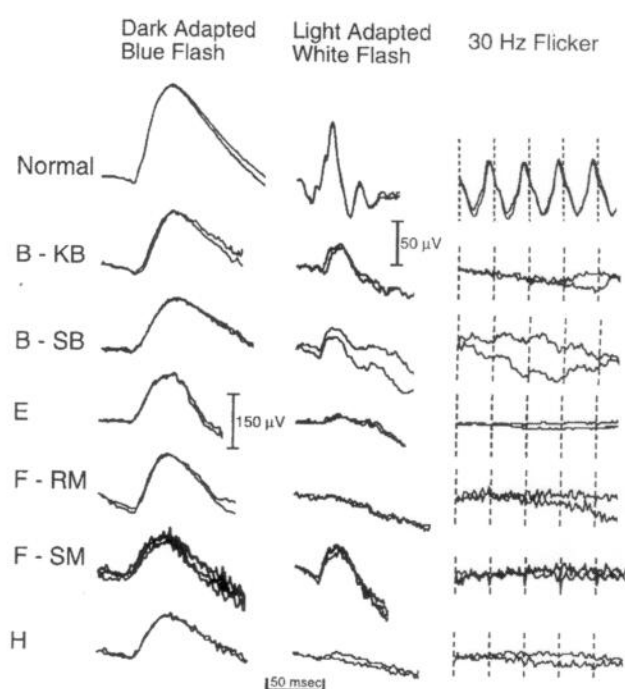 Dark Adapted
Blue Flash
Light Adapted
White Flash
30 Hz Flicker
Normal
50 μV
B - KB
B - SB
E
150 μV
F - RM
F - SM
H
50 msec